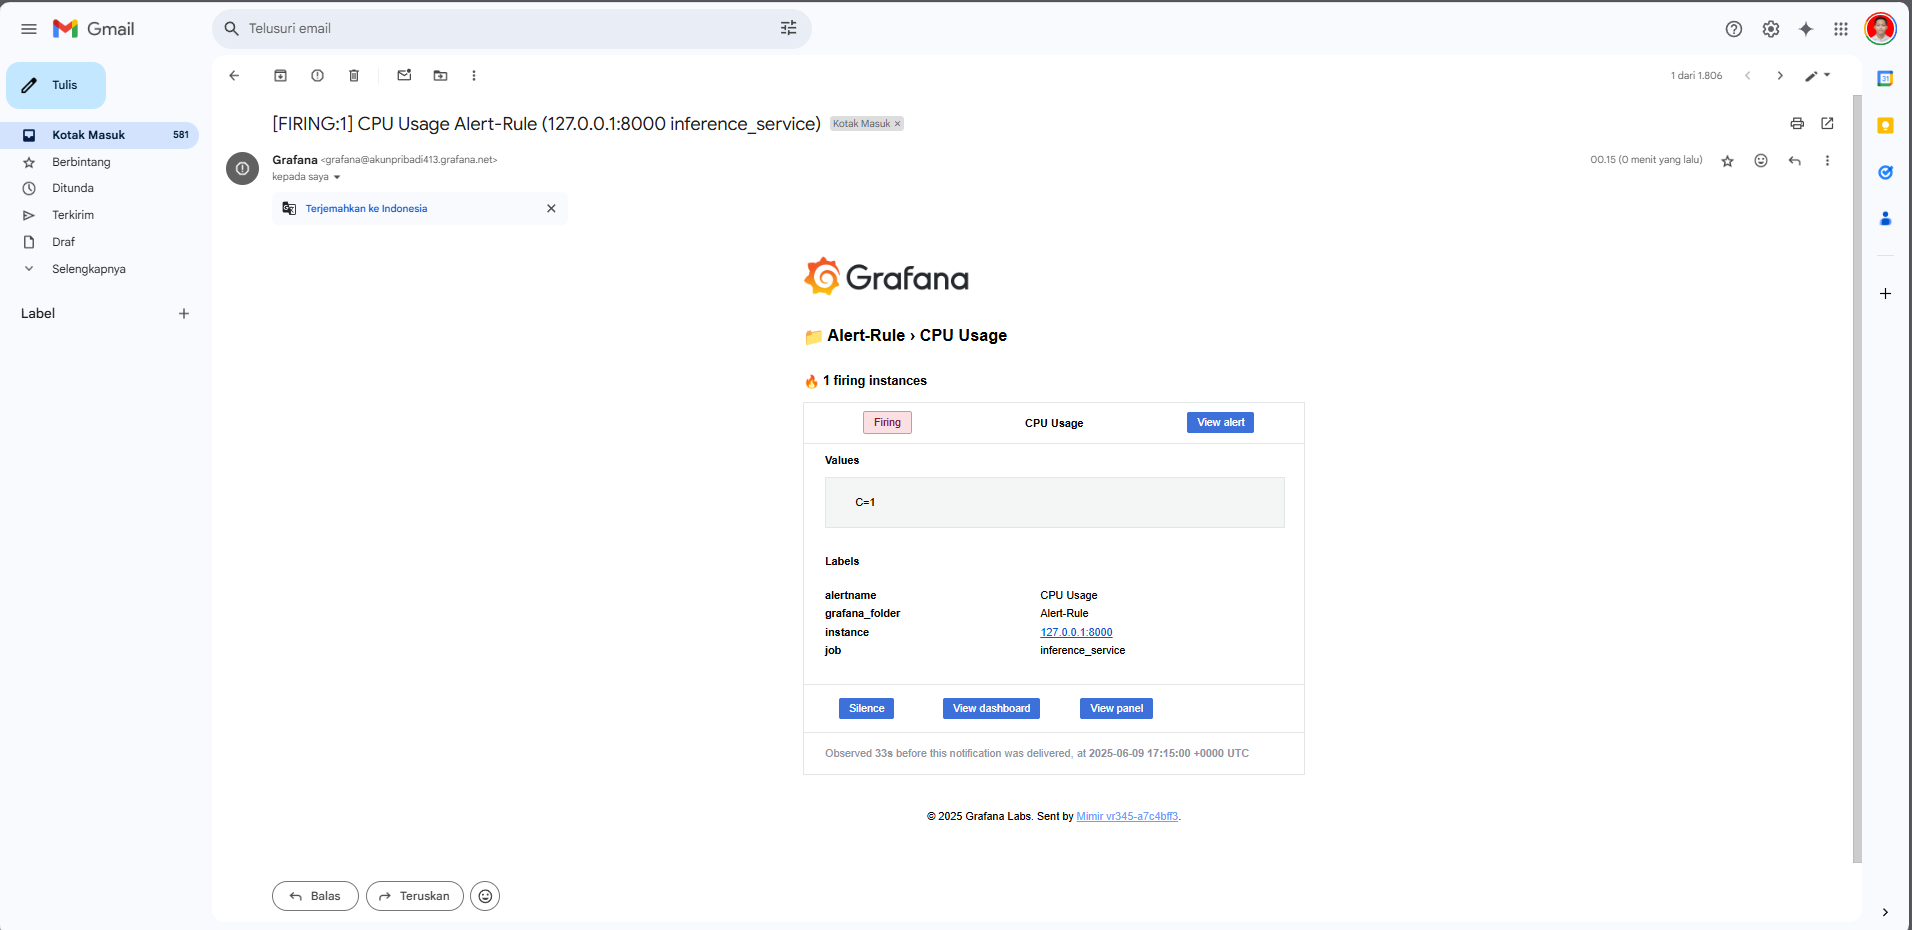 Gmail
Telusuri email
Tulis
1 dari 1.806
Kotak Masuk 581
Berbintang
Ditunda
Terkirim
Draf
Selengkapnya
Label
[FIRING:1] CPU Usage Alert-Rule (127.0.0.1:8000 inference_service) Kotak Masuk ×
Grafana <grafana@akunpribadi413.grafana.net>
00.15 (0 menit yang lalu)
kepada saya
Terjemahkan ke Indonesia
31
Grafana
Alert-Rule › CPU Usage
1 firing instances
Firing CPU Usage View alert
Values
C=1
Labels
alertname CPU Usage
grafana_folder Alert-Rule
instance 127.0.0.1:8000
job inference_service
Silence View dashboard View panel
Observed 33s before this notification was delivered, at 2025-06-09 17:15:00 +0000 UTC
© 2025 Grafana Labs. Sent by Mimir vr345-a7c4bff3.
Balas Teruskan